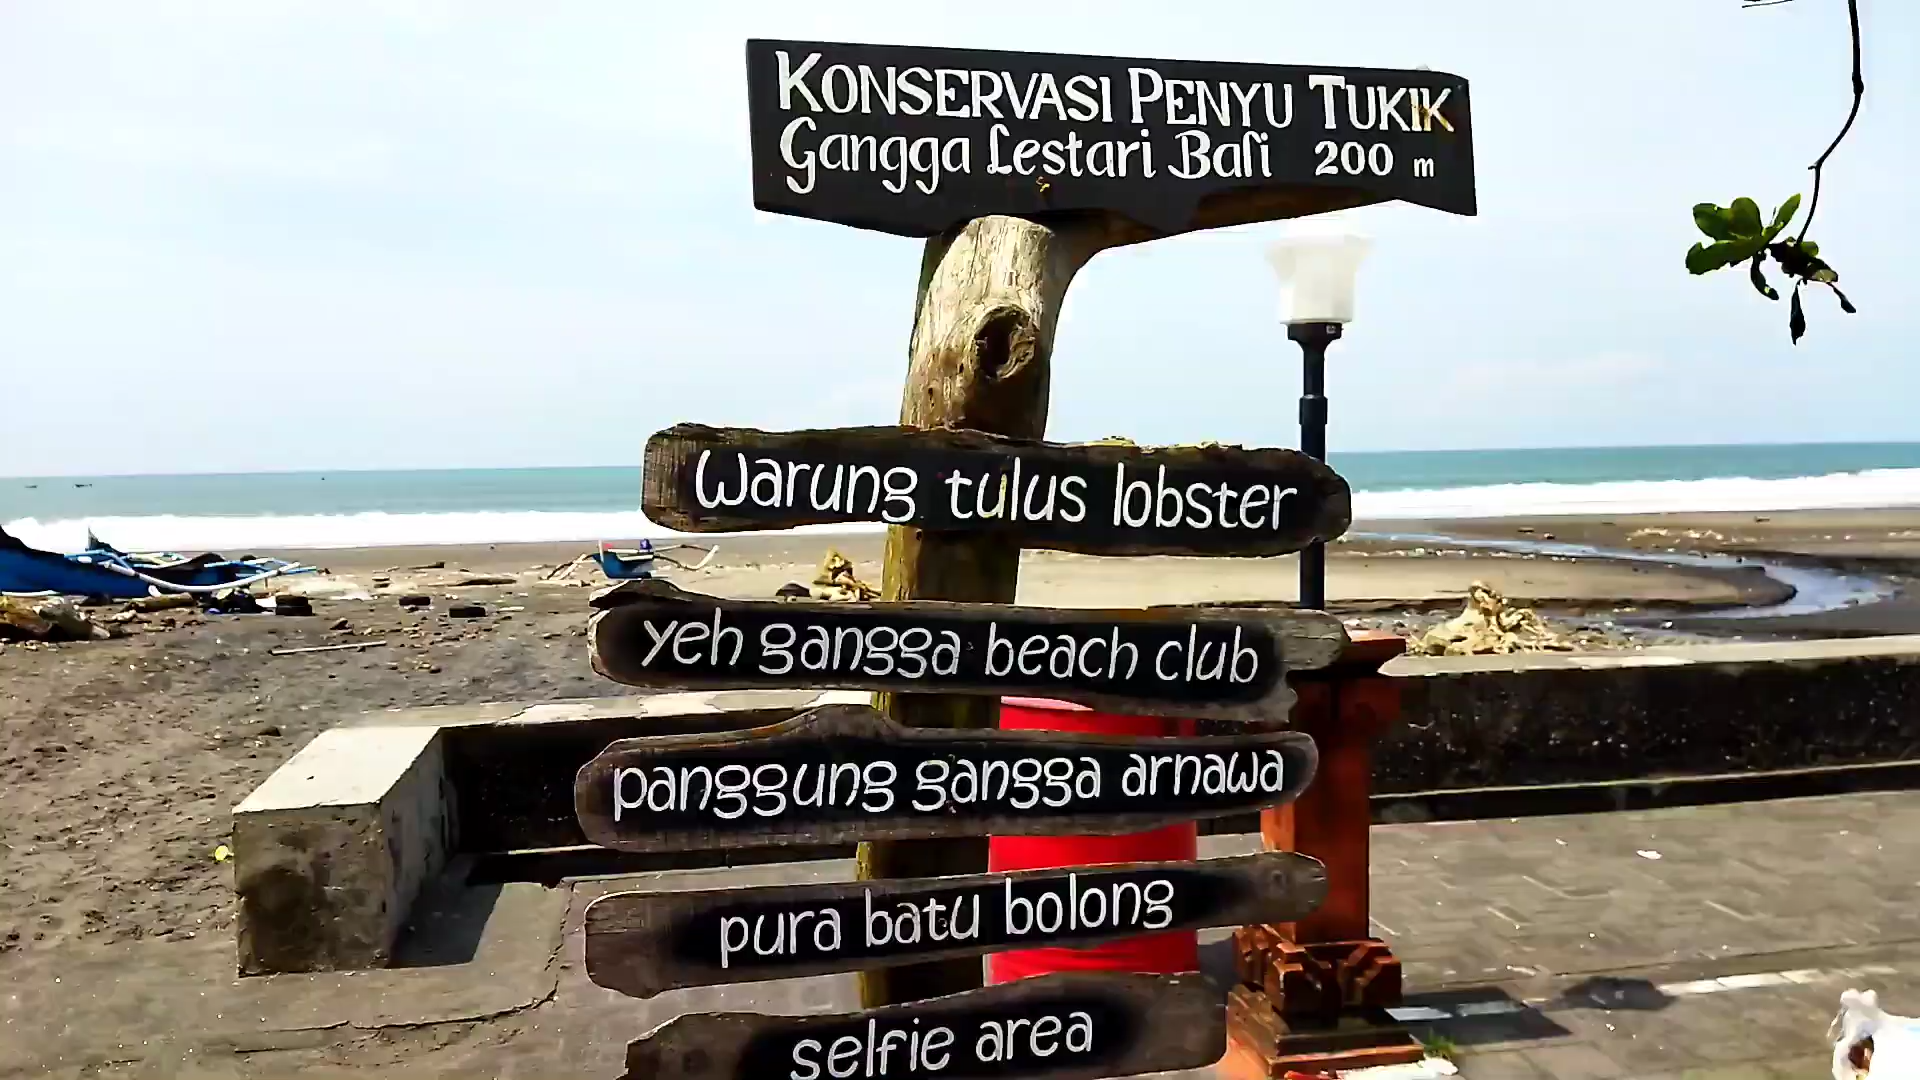 KONSERVASI PENYU TUKIK
Gangga Lestari Bali 200 m
warung tulus lobster
yeh gangga beach club
panggung gangga arnawa
pura batu bolong
selfie area